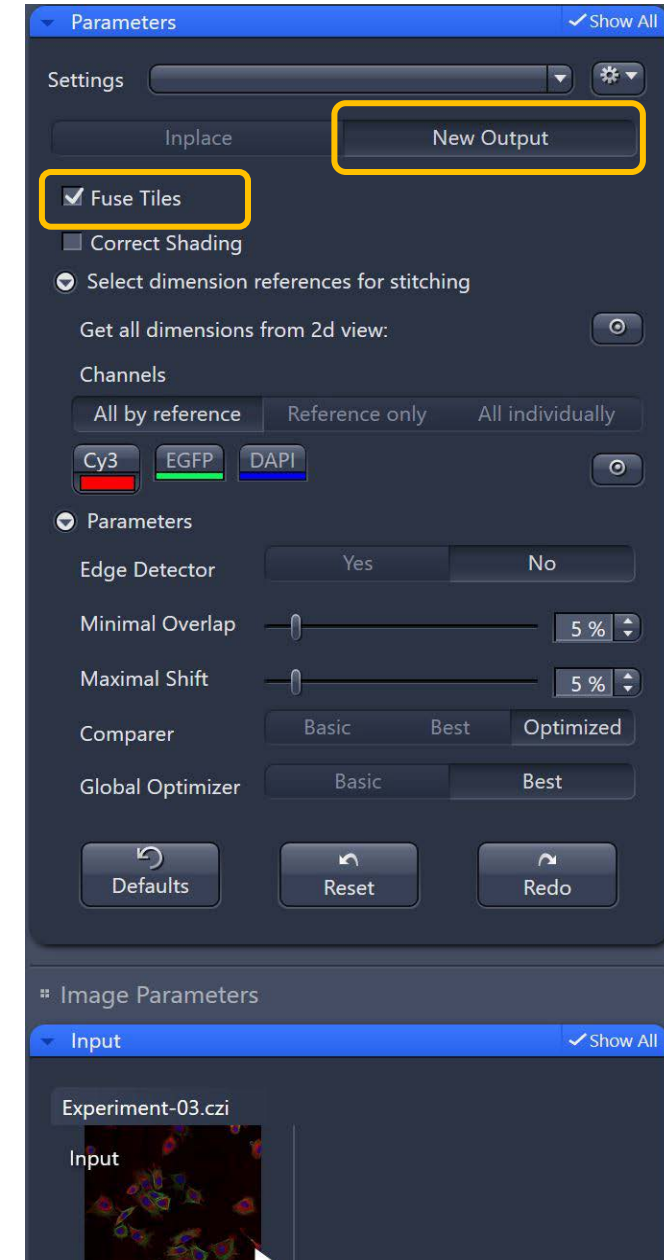 Parameters Show All
Settings
Inplace New Output
Fuse Tiles
Correct Shading
Select dimension references for stitching
Get all dimensions from 2d view:
Channels
All by reference Reference only All individually
Cy3 EGFP DAPI
Parameters
Edge Detector Yes No
Minimal Overlap 5 %
Maximal Shift 5 %
Comparer Basic Best Optimized
Global Optimizer Basic Best
Defaults Reset Redo
Image Parameters
Input Show All
Experiment-03.czi
Input